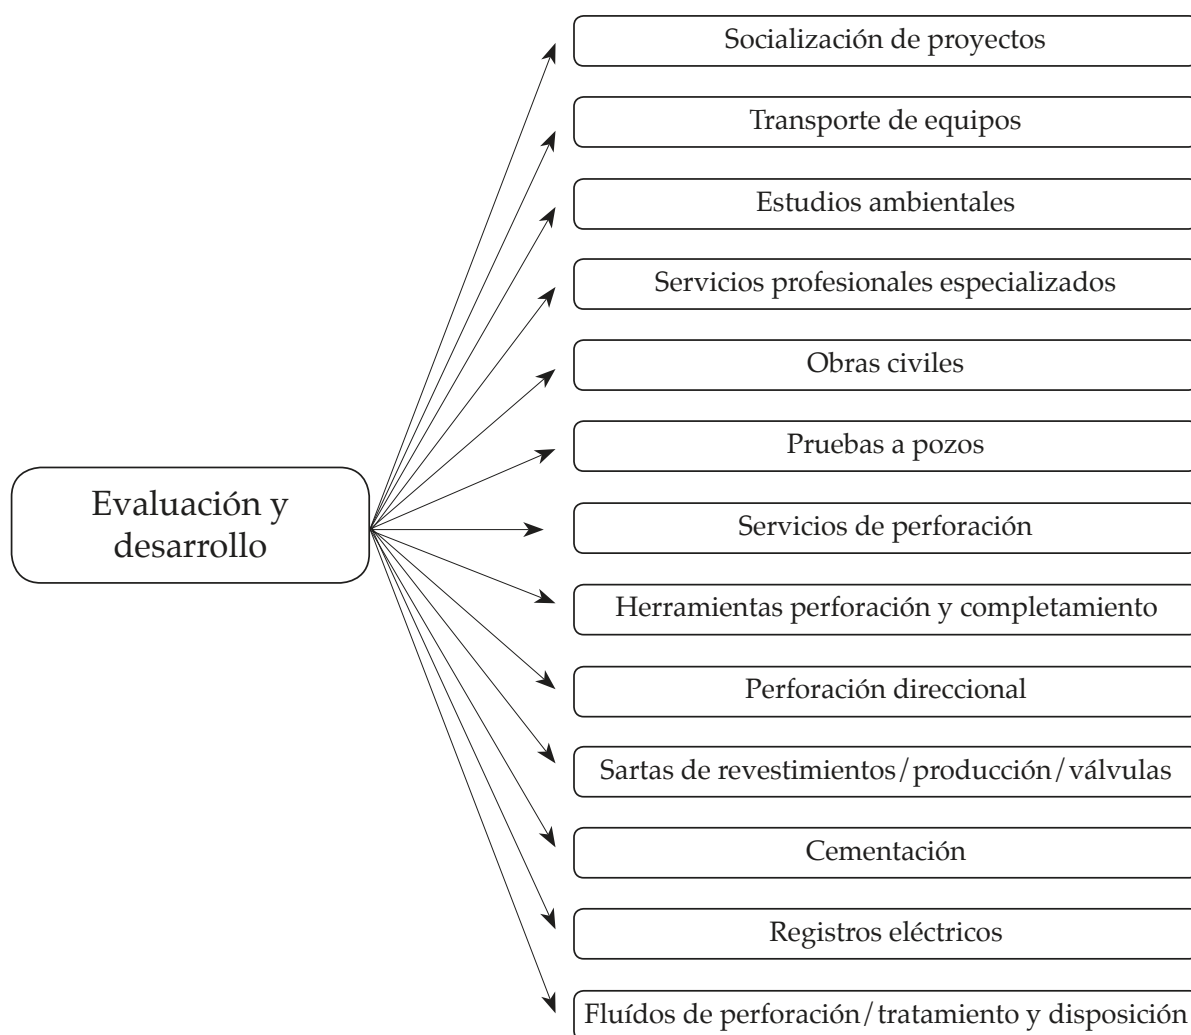 Socialización de proyectos
Transporte de equipos
Estudios ambientales
Servicios profesionales especializados
Obras civiles
Pruebas a pozos
Evaluación y
desarrollo
Servicios de perforación
Herramientas perforación y completamiento
Perforación direccional
Sartas de revestimientos/producción/válvulas
Cementación
Registros eléctricos
Fluídos de perforación/tratamiento y disposición